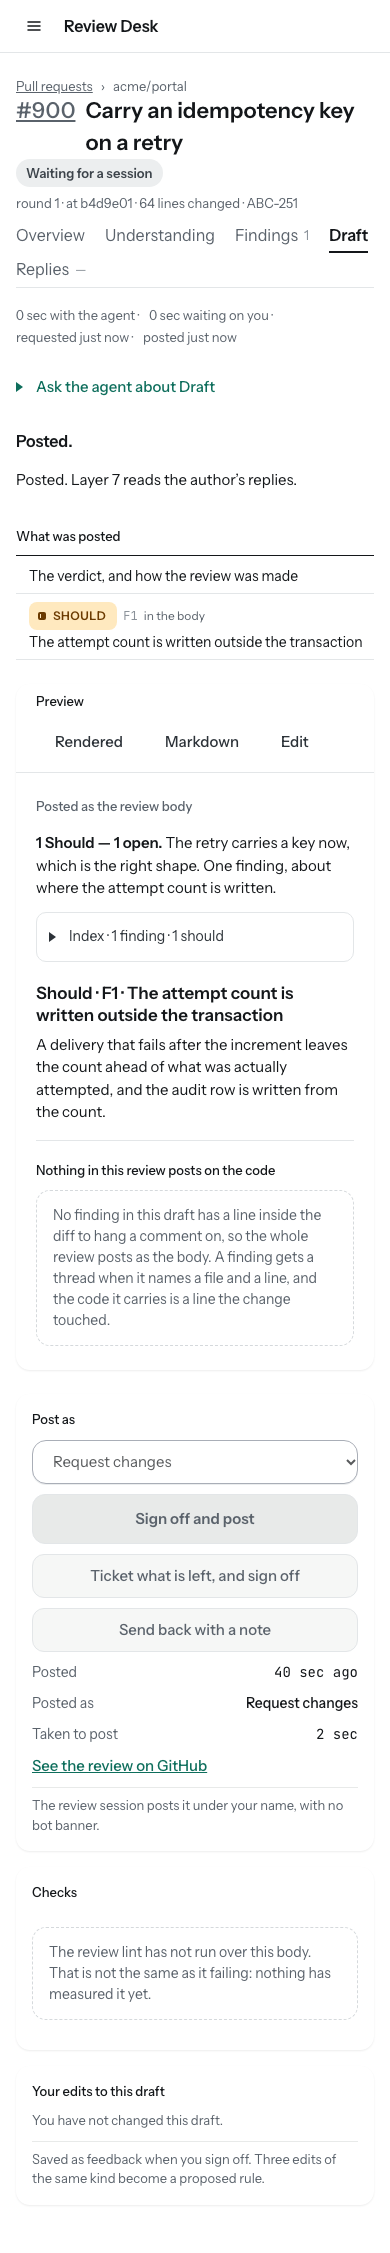 Review Desk
Pull requests › acme/portal
#900 Carry an idempotency key
on a retry
Waiting for a session
round 1 · at b4d9e01 · 64 lines changed · ABC-251
Overview Understanding Findings 1 Draft
Replies —
0 sec with the agent · 0 sec waiting on you ·
requested just now · posted just now
Ask the agent about Draft
Posted.
Posted. Layer 7 reads the author’s replies.
What was posted
The verdict, and how the review was made
SHOULD F1 in the body
The attempt count is written outside the transaction
Preview
Rendered Markdown Edit
Posted as the review body
1 Should — 1 open. The retry carries a key now,
which is the right shape. One finding, about
where the attempt count is written.
Index · 1 finding · 1 should
Should · F1 · The attempt count is
written outside the transaction
A delivery that fails after the increment leaves
the count ahead of what was actually
attempted, and the audit row is written from
the count.
Nothing in this review posts on the code
No finding in this draft has a line inside the
diff to hang a comment on, so the whole
review posts as the body. A finding gets a
thread when it names a file and a line, and
the code it carries is a line the change
touched.
Post as
Request changes
Sign off and post
Ticket what is left, and sign off
Send back with a note
Posted 40 sec ago
Posted as Request changes
Taken to post 2 sec
See the review on GitHub
The review session posts it under your name, with no
bot banner.
Checks
The review lint has not run over this body.
That is not the same as it failing: nothing has
measured it yet.
Your edits to this draft
You have not changed this draft.
Saved as feedback when you sign off. Three edits of
the same kind become a proposed rule.